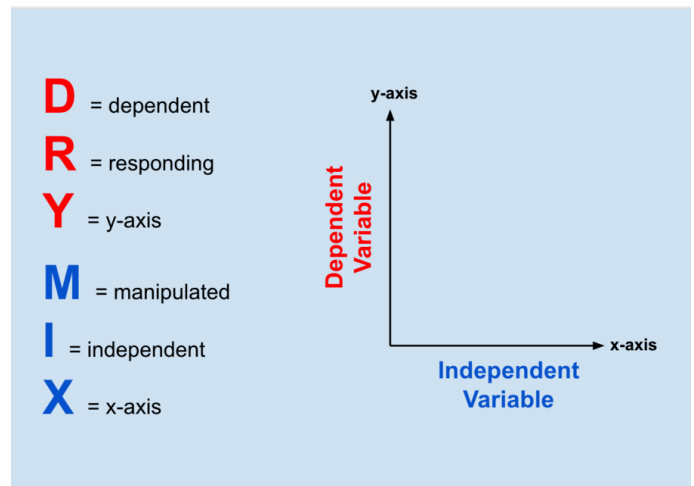 D = dependent
R = responding
Y = y-axis
M = manipulated
I = independent
X = x-axis
y-axis
Dependent
Variable
x-axis
Independent
Variable